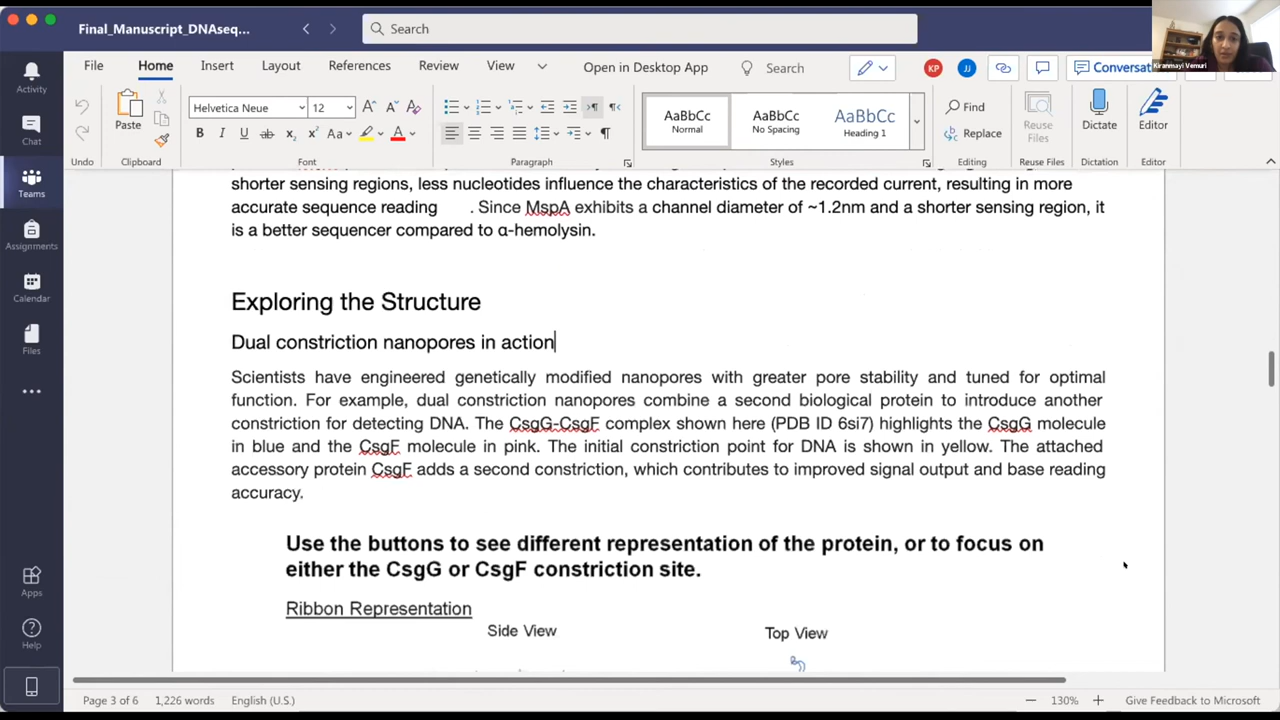 Final_Manuscript_DNAseq...
Search
Kiranmayi Vemuri
File
Home
Insert
Layout
References
Review
View
Open in Desktop App
Search
KP
JJ
Activity
Chat
Teams
Assignments
Calendar
Files
Apps
Help
Undo
Paste
Clipboard
Helvetica Neue
12
Font
Paragraph
AaBbCc
Normal
AaBbCc
No Spacing
AaBbCc
Heading 1
Styles
Find
Replace
Editing
Reuse
Files
Reuse Files
Dictate
Dictation
Editor
Editor
shorter sensing regions, less nucleotides influence the characteristics of the recorded current, resulting in more
accurate sequence reading . Since MspA exhibits a channel diameter of ~1.2nm and a shorter sensing region, it
is a better sequencer compared to α-hemolysin.
Exploring the Structure
Dual constriction nanopores in action
Scientists have engineered genetically modified nanopores with greater pore stability and tuned for optimal
function. For example, dual constriction nanopores combine a second biological protein to introduce another
constriction for detecting DNA. The CsgG-CsgF complex shown here (PDB ID 6si7) highlights the CsgG molecule
in blue and the CsgF molecule in pink. The initial constriction point for DNA is shown in yellow. The attached
accessory protein CsgF adds a second constriction, which contributes to improved signal output and base reading
accuracy.
Use the buttons to see different representation of the protein, or to focus on
either the CsgG or CsgF constriction site.
Ribbon Representation
Side View
Top View
Page 3 of 6
1,226 words
English (U.S.)
130%
Give Feedback to Microsoft